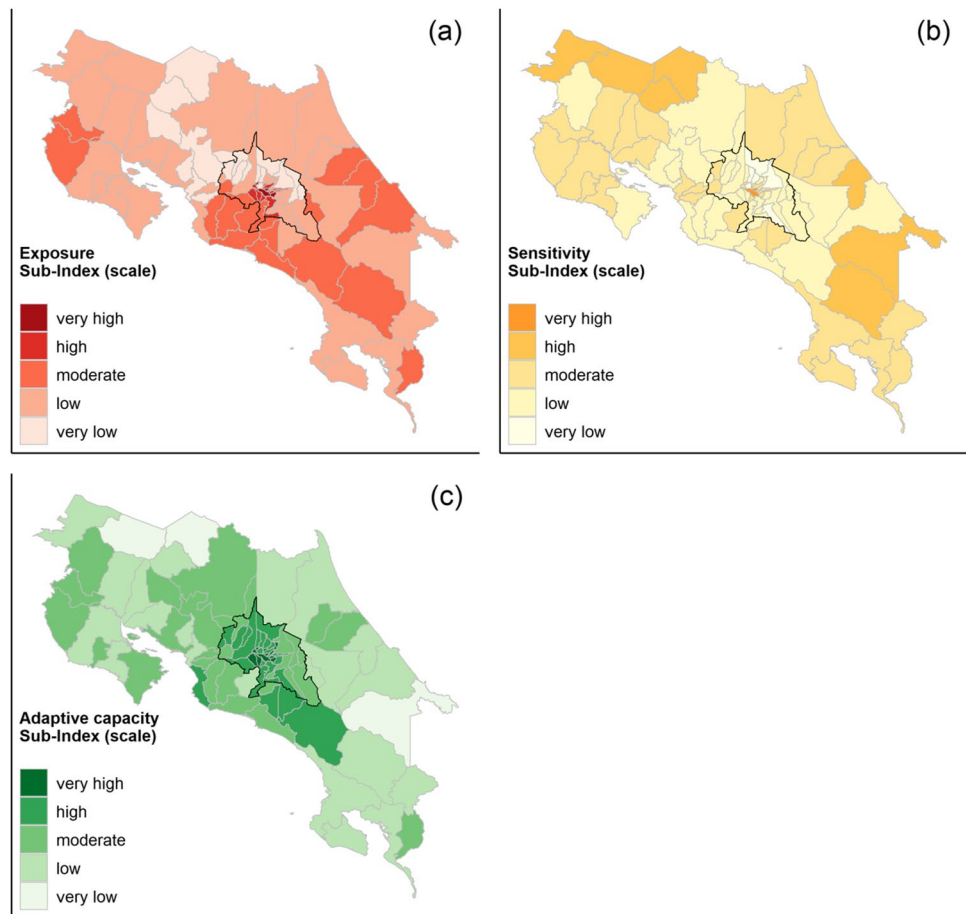 (a)
Exposure
Sub-Index (scale)
very high
high
moderate
low
very low
(b)
Sensitivity
Sub-Index (scale)
very high
high
moderate
low
very low
(c)
Adaptive capacity
Sub-Index (scale)
very high
high
moderate
low
very low